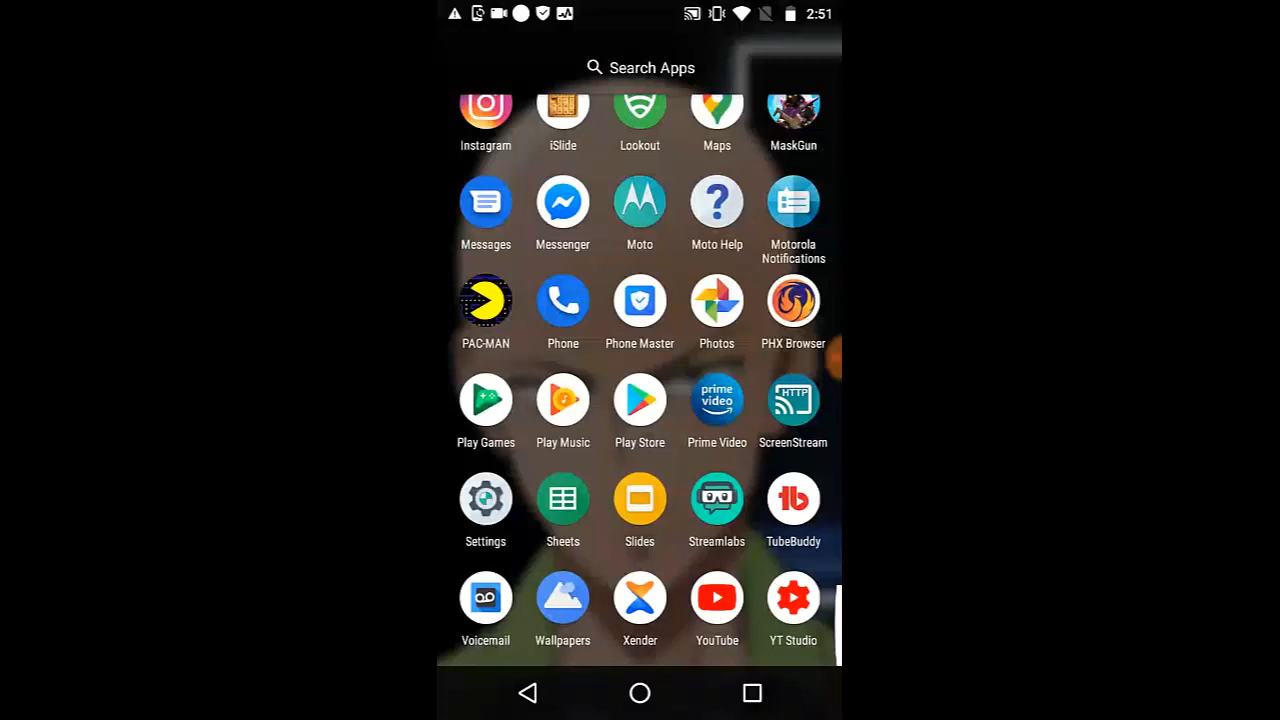 2:51
Search Apps
Instagram iSlide Lookout Maps MaskGun
Messages Messenger Moto Moto Help Motorola Notifications
PAC-MAN Phone Phone Master Photos PHX Browser
prime video
HTTP
Play Games Play Music Play Store Prime Video ScreenStream
Settings Sheets Slides Streamlabs TubeBuddy
Voicemail Wallpapers Xender YouTube YT Studio